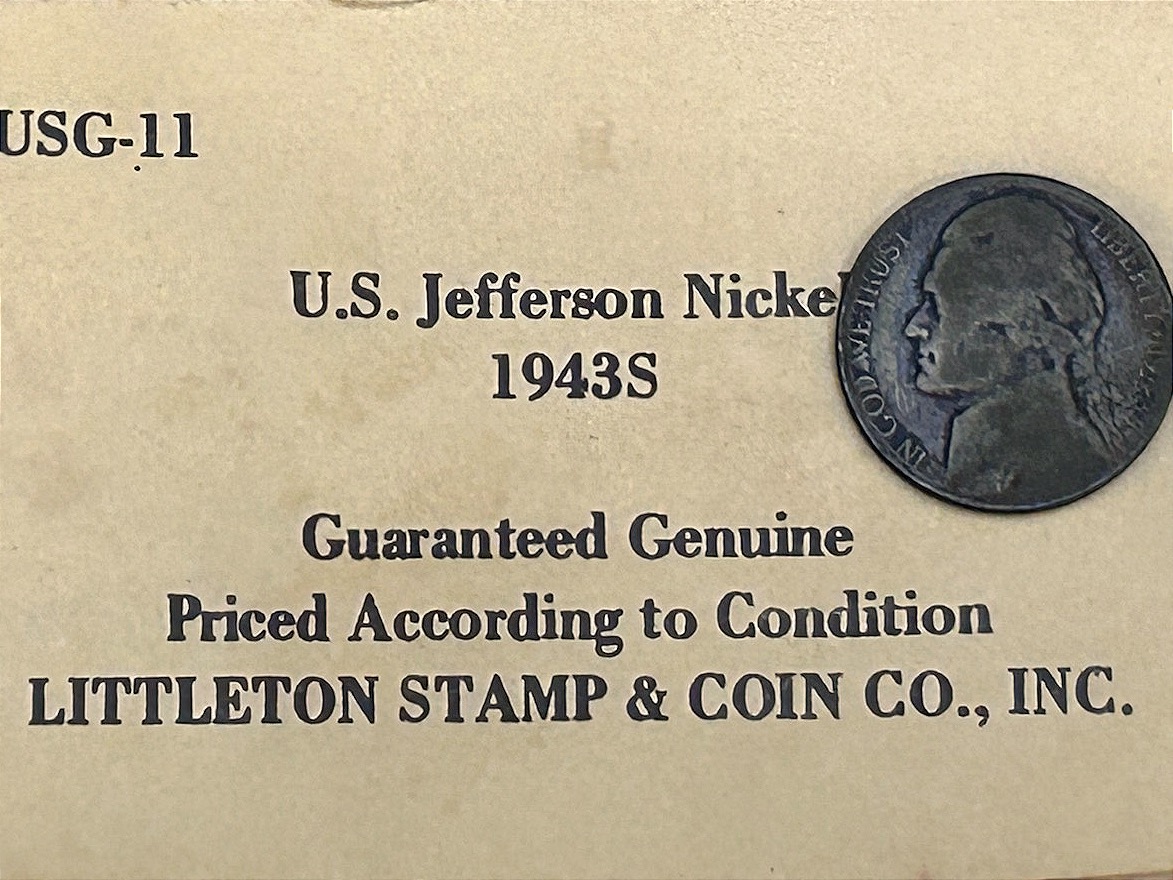 USG-11
U.S. Jefferson Nickel
1943S
Guaranteed Genuine
Priced According to Condition
LITTLETON STAMP & COIN CO., INC.
IN GOD WE TRUST
LIBERTY